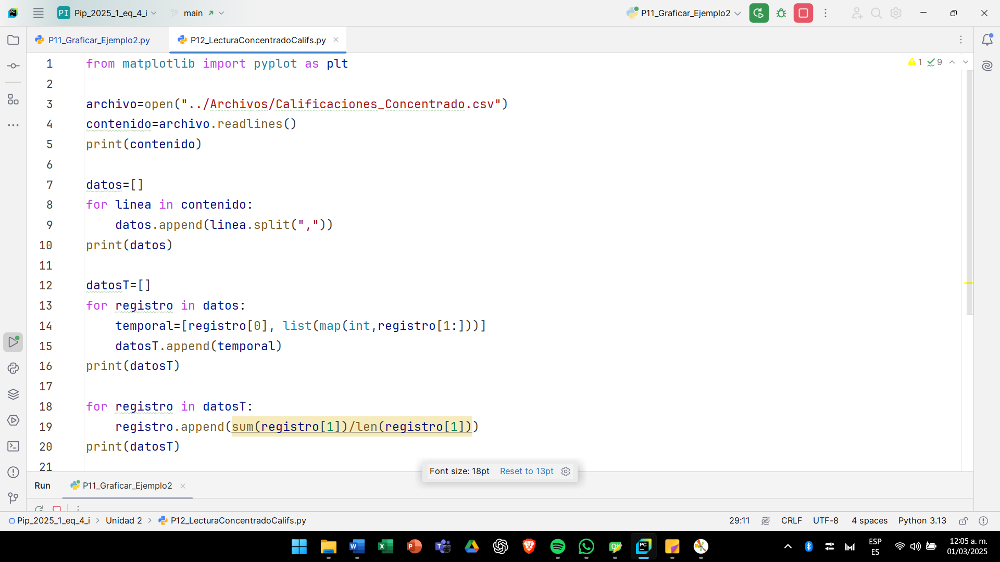 PI Pip_2025_1_eq_4_i main P11_Graficar_Ejemplo2
P11_Graficar_Ejemplo2.py P12_LecturaConcentradoCalifs.py
1 from matplotlib import pyplot as plt
1 9
2
3 archivo=open("../Archivos/Calificaciones_Concentrado.csv")
4 contenido=archivo.readlines()
5 print(contenido)
6
7 datos=[]
8 for linea in contenido:
9 datos.append(linea.split(","))
10 print(datos)
11
12 datosT=[]
13 for registro in datos:
14 temporal=[registro[0], list(map(int,registro[1:]))]
15 datosT.append(temporal)
16 print(datosT)
17
18 for registro in datosT:
19 registro.append(sum(registro[1])/len(registro[1]))
20 print(datosT)
21
Font size: 18pt Reset to 13pt
Run P11_Graficar_Ejemplo2
Pip_2025_1_eq_4_i > Unidad 2 > P12_LecturaConcentradoCalifs.py 29:11 CRLF UTF-8 4 spaces Python 3.13
ESP 12:05 a. m.
ES 01/03/2025